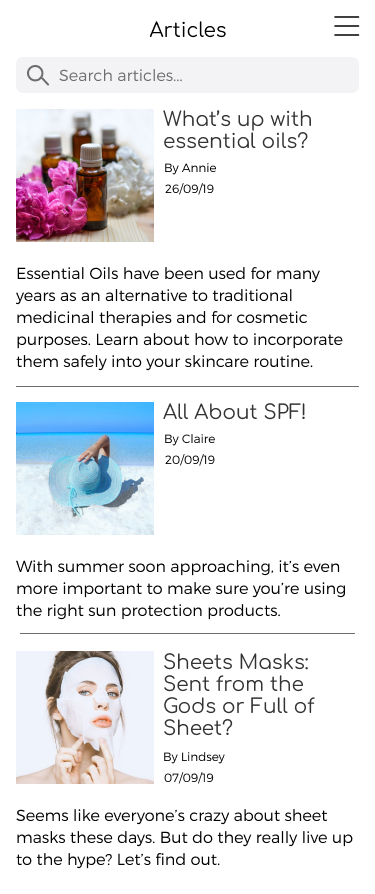 Articles
Search articles...
What's up with
essential oils?
By Annie
26/09/19
Essential Oils have been used for many
years as an alternative to traditional
medicinal therapies and for cosmetic
purposes. Learn about how to incorporate
them safely into your skincare routine.
All About SPF!
By Claire
20/09/19
With summer soon approaching, it's even
more important to make sure you're using
the right sun protection products.
Sheets Masks:
Sent from the
Gods or Full of
Sheet?
By Lindsey
07/09/19
Seems like everyone's crazy about sheet
masks these days. But do they really live up
to the hype? Let's find out.